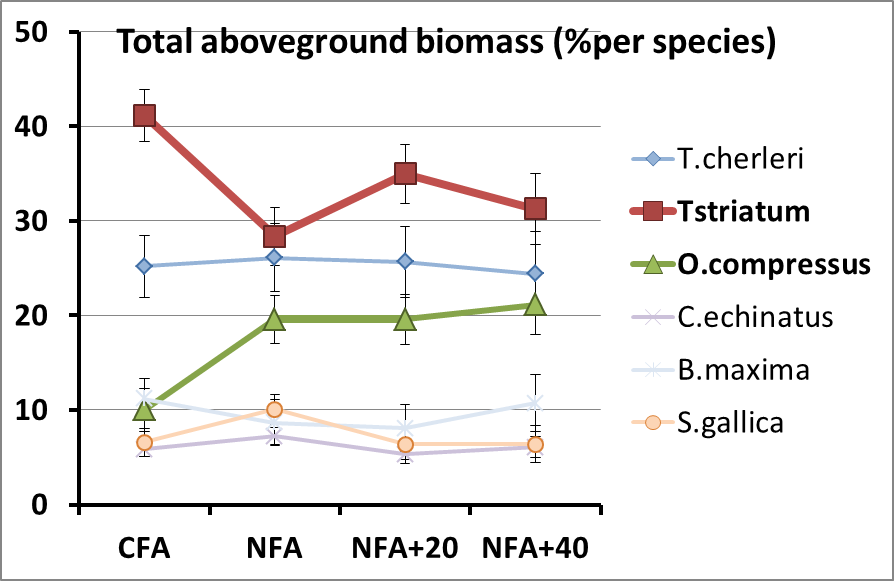 Total aboveground biomass (%per species)
50
40
30
20
10
0
CFA NFA NFA+20 NFA+40
T.cherleri
Tstriatum
O.compressus
C.echinatus
B.maxima
S.gallica